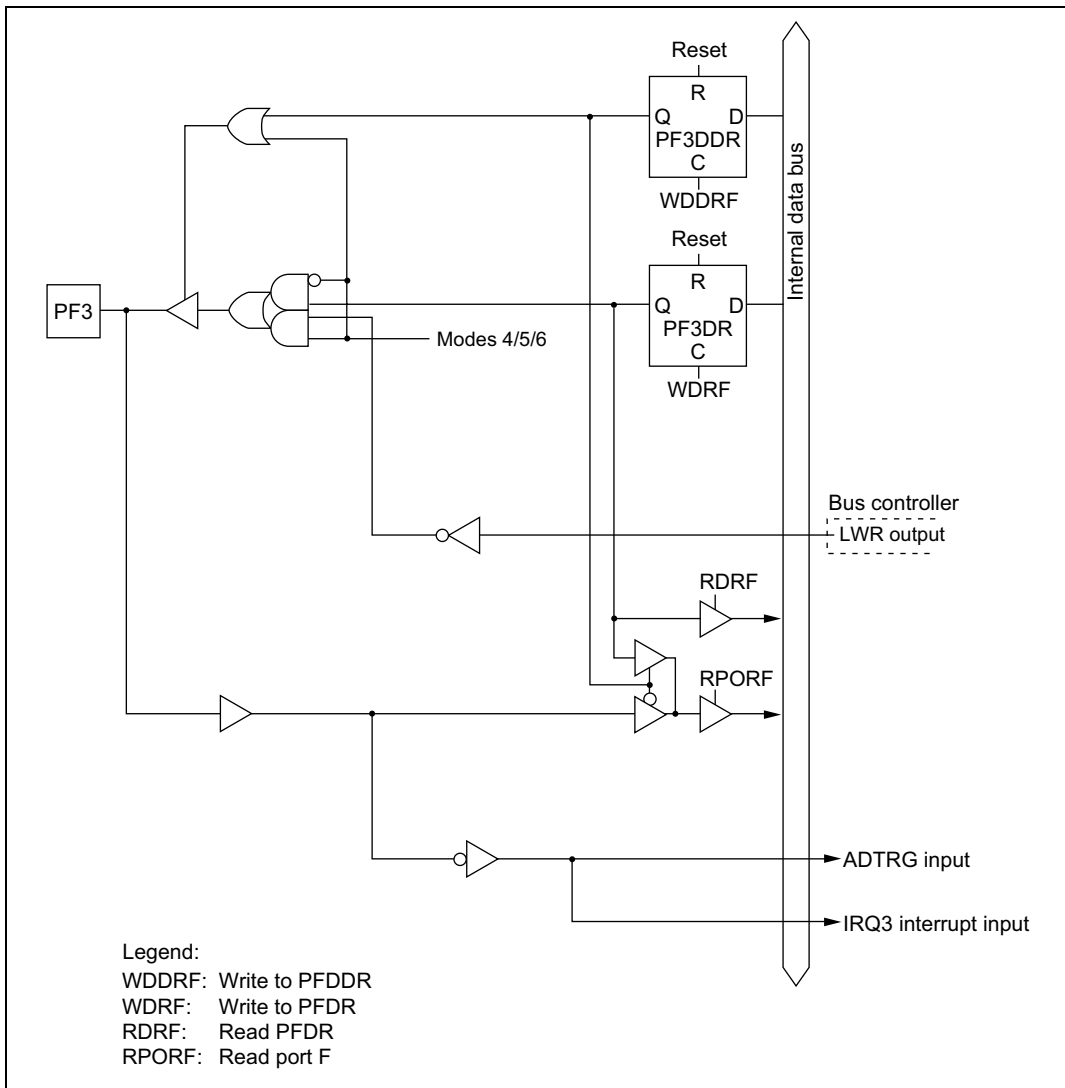 Reset
R
Q D
PF3DDR
C
WDDRF
Reset
R
Q D
PF3DR
C
WDRF
Internal data bus
PF3
Modes 4/5/6
Bus controller
LWR output
RDRF
RPORF
ADTRG input
IRQ3 interrupt input
Legend:
WDDRF: Write to PFDDR
WDRF: Write to PFDR
RDRF: Read PFDR
RPORF: Read port F